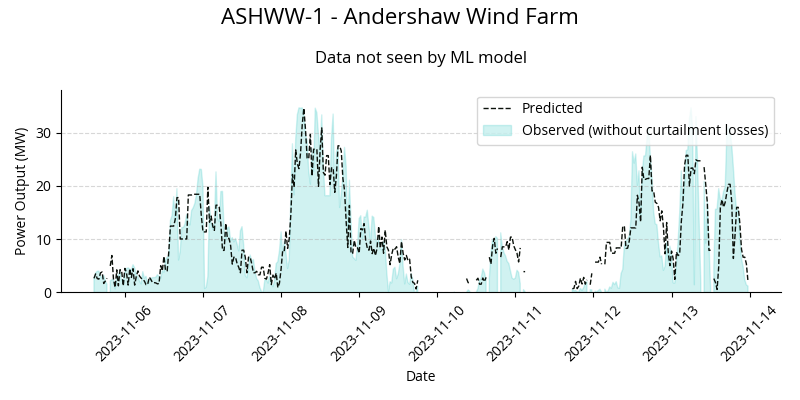 ASHWW-1 - Andershaw Wind Farm
Data not seen by ML model
Predicted
Observed (without curtailment losses)
Power Output (MW)
30
20
10
0
2023-11-06
2023-11-07
2023-11-08
2023-11-09
2023-11-10
2023-11-11
2023-11-12
2023-11-13
2023-11-14
Date